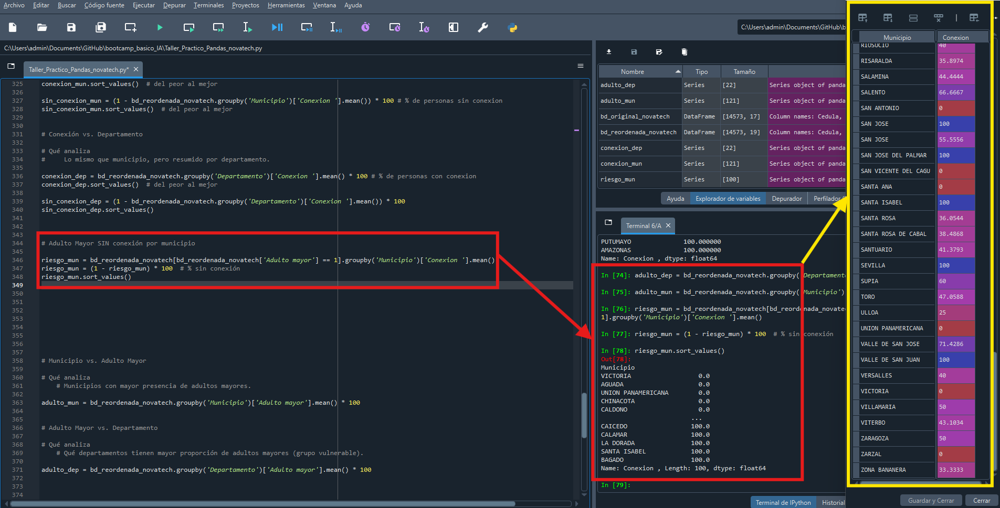 Archivo Editar Buscar Código fuente Ejecutar Depurar Terminales Proyectos Herramientas Ventana Ayuda
C:\Users\admin\Documents\GitHub\b
C:\Users\admin\Documents\GitHub\bootcamp_basico_IA\Taller_Practico_Pandas_novatech.py
Taller_Practico_Pandas_novatech.py*
325 conexion_mun.sort_values()  # del peor al mejor
326
327 sin_conexion_mun = (1 - bd_reordenada_novatech.groupby('Municipio')['Conexion '].mean()) * 100 # % de personas sin conexion
328 sin_conexion_mun.sort_values()  # del peor al mejor
329
330
331 # Conexión vs. Departamento
332
333 # Qué analiza
334 #     Lo mismo que municipio, pero resumido por departamento.
335
336 conexion_dep = bd_reordenada_novatech.groupby('Departamento')['Conexion '].mean() * 100 # % de personas con conexion
337 conexion_dep.sort_values()  # del peor al mejor
338
339 sin_conexion_dep = (1 - bd_reordenada_novatech.groupby('Departamento')['Conexion '].mean()) * 100
340 sin_conexion_dep.sort_values()
341
342
343
344 # Adulto Mayor SIN conexión por municipio
345
346 riesgo_mun = bd_reordenada_novatech[bd_reordenada_novatech['Adulto mayor'] == 1].groupby('Municipio')['Conexion '].mean()
347 riesgo_mun = (1 - riesgo_mun) * 100  # % sin conexión
348 riesgo_mun.sort_values()
349
350
351
352
353
354
355
356
357
358 # Municipio vs. Adulto Mayor
359
360 # Qué analiza
361     # Municipios con mayor presencia de adultos mayores.
362
363 adulto_mun = bd_reordenada_novatech.groupby('Municipio')['Adulto mayor'].mean() * 100
364
365
366 # Adulto Mayor vs. Departamento
367
368 # Qué analiza
369     # Qué departamentos tienen mayor proporción de adultos mayores (grupo vulnerable).
370
371 adulto_dep = bd_reordenada_novatech.groupby('Departamento')['Adulto mayor'].mean() * 100
372
373
374
Nombre Tipo Tamaño
adulto_dep Series [22] Series object of panda
adulto_mun Series [121] Series object of panda
bd_original_novatech DataFrame [14573, 17] Column names: Cedula,
bd_reordenada_novatech DataFrame [14573, 19] Column names: Cedula,
conexion_dep Series [22] Series object of panda
conexion_mun Series [121] Series object of panda
riesgo_mun Series [100] Series object of panda
Ayuda Explorador de variables Depurador Perfilador
Terminal 6/A
PUTUMAYO 100.000000
AMAZONAS 100.000000
Name: Conexion , dtype: float64
In [74]: adulto_dep = bd_reordenada_novatech.groupby('Departamento
In [75]: adulto_mun = bd_reordenada_novatech.groupby('Municipio')
In [76]: riesgo_mun = bd_reordenada_novatech[bd_reordenada_novatec
1].groupby('Municipio')['Conexion '].mean()
In [77]: riesgo_mun = (1 - riesgo_mun) * 100  # % sin conexión
In [78]: riesgo_mun.sort_values()
Out[78]:
Municipio
VICTORIA 0.0
AGUADA 0.0
UNION PANAMERICANA 0.0
CHINACOTA 0.0
CALDONO 0.0
...
CAICEDO 100.0
CALAMAR 100.0
LA DORADA 100.0
SANTA ISABEL 100.0
BAGADO 100.0
Name: Conexion , Length: 100, dtype: float64
In [79]:
Terminal de IPython Historial
Municipio Conexion
RIOSUCIO 40
RISARALDA 35.8974
SALAMINA 44.4444
SALENTO 66.6667
SAN ANTONIO 0
SAN JOSE 100
SAN JOSE 55.5556
SAN JOSE DEL PALMAR 100
SAN VICENTE DEL CAGU 0
SANTA ANA 0
SANTA ISABEL 100
SANTA ROSA 36.0544
SANTA ROSA DE CABAL 38.4868
SANTUARIO 41.3793
SEVILLA 100
SUPIA 60
TORO 47.0588
ULLOA 25
UNION PANAMERICANA 0
VALLE DE SAN JOSE 71.4286
VALLE DE SAN JUAN 100
VERSALLES 40
VICTORIA 0
VILLAMARIA 50
VITERBO 43.1034
ZARAGOZA 50
ZARZAL 0
ZONA BANANERA 33.3333
Guardar y Cerrar Cerrar